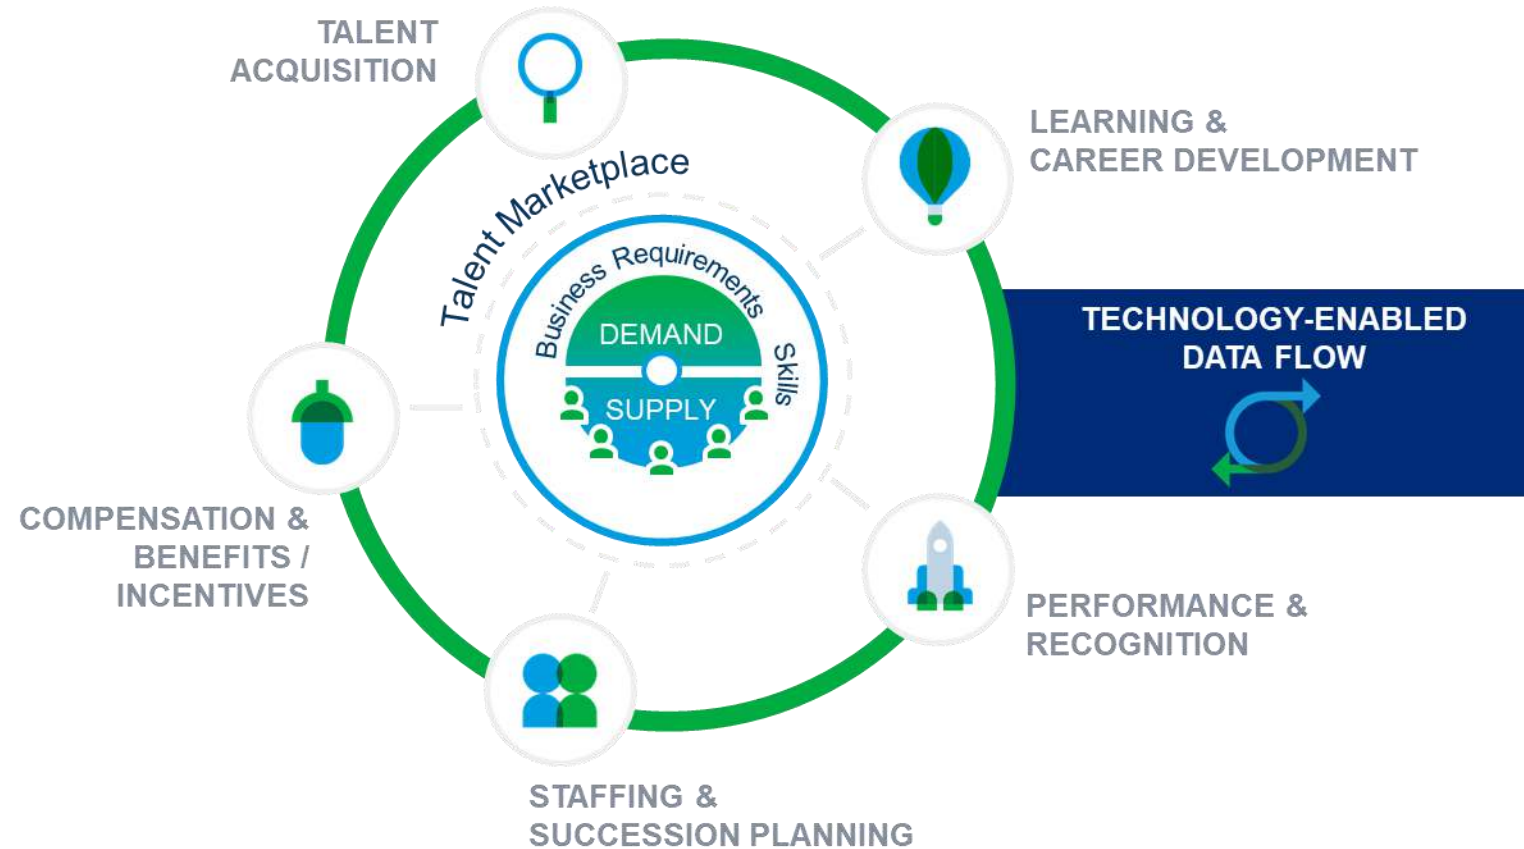 TALENT
ACQUISITION
LEARNING &
CAREER DEVELOPMENT
Talent Marketplace
Business Requirements
Skills
DEMAND
SUPPLY
TECHNOLOGY-ENABLED
DATA FLOW
COMPENSATION &
BENEFITS /
INCENTIVES
PERFORMANCE &
RECOGNITION
STAFFING &
SUCCESSION PLANNING